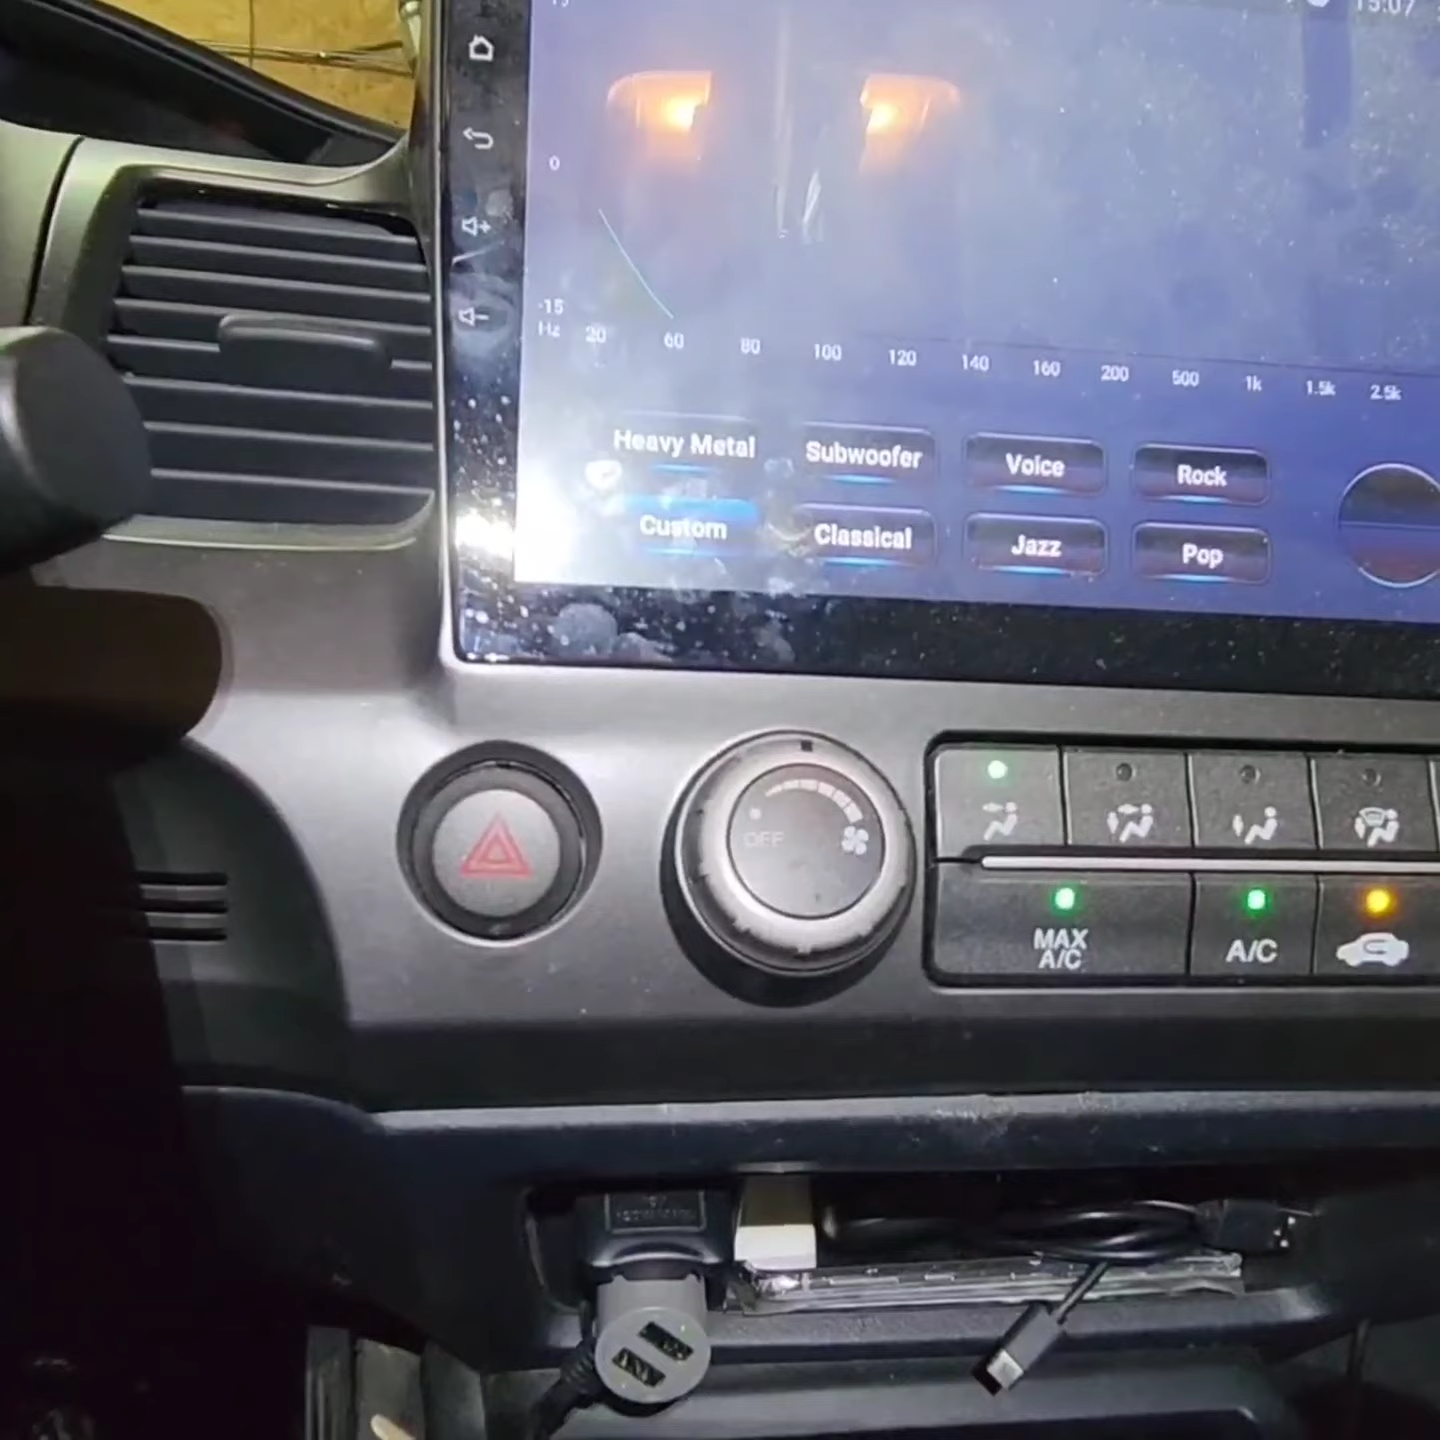 15:07
0
-15
Hz 20 60 80 100 120 140 160 200 500 1k 1.5k 2.5k
Heavy Metal Subwoofer Voice Rock
Custom Classical Jazz Pop
OFF
MAX
A/C
A/C